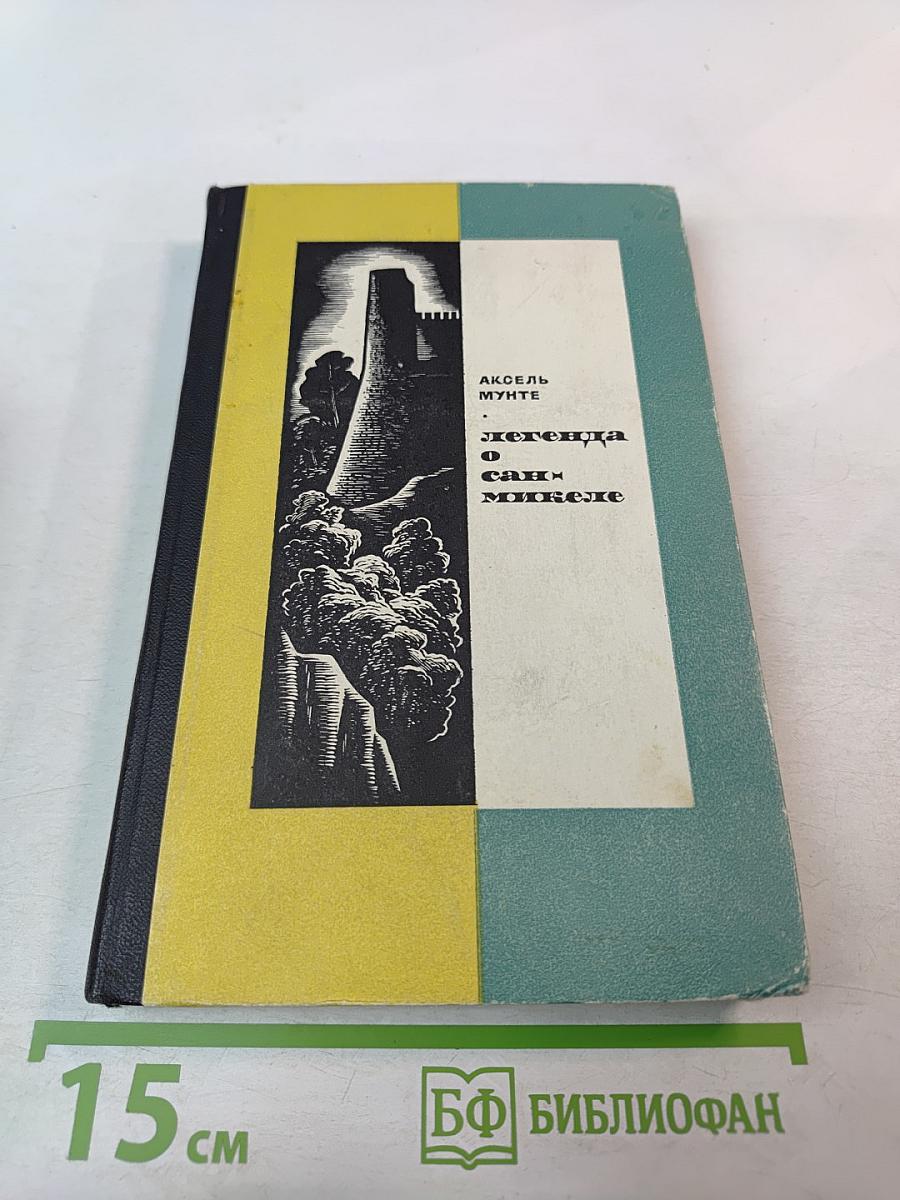 АКСЕЛЬ
МУНТЕ
·
легенда
о
сан-
микеле
15 см
БФ БИБЛИОФАН